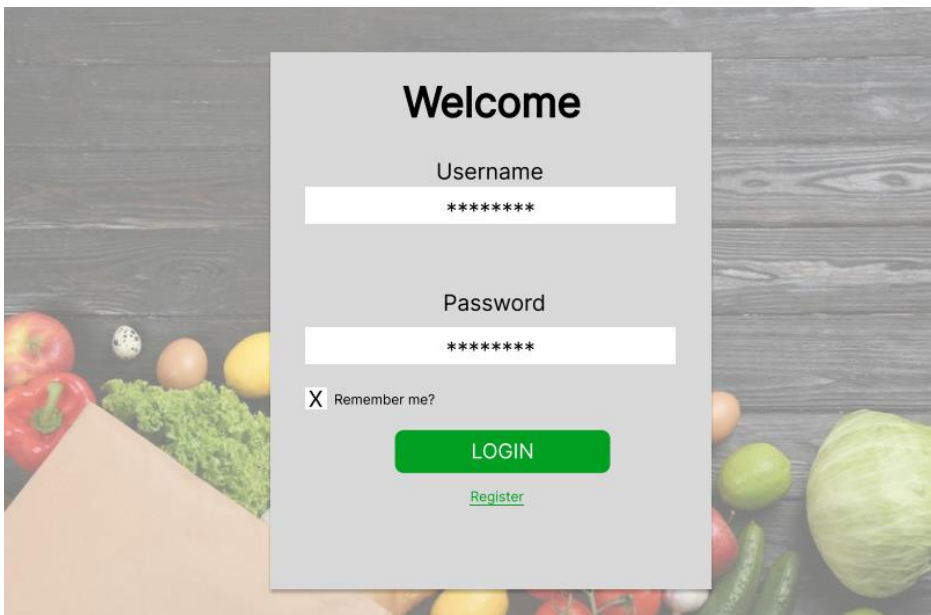 Welcome
Username
********
Password
********
X Remember me?
LOGIN
Register